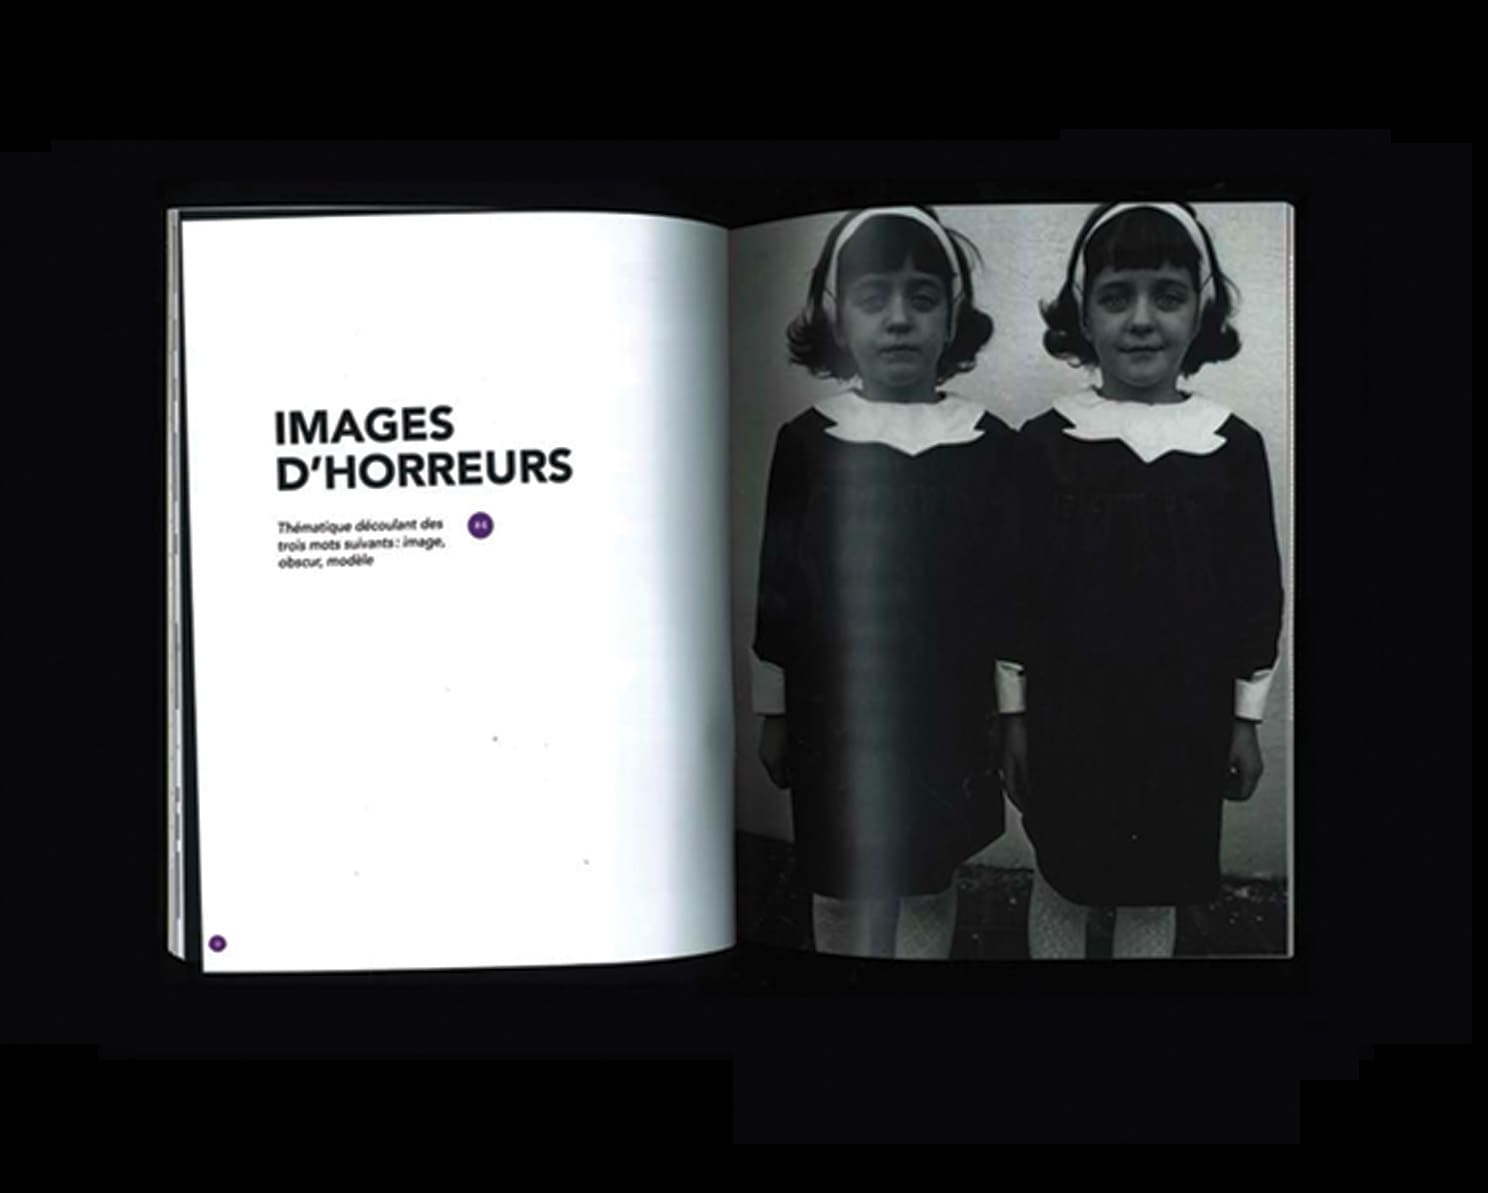 IMAGES
D'HORREURS
Thématique découlant des
trois mots suivants : image,
obscur, modèle